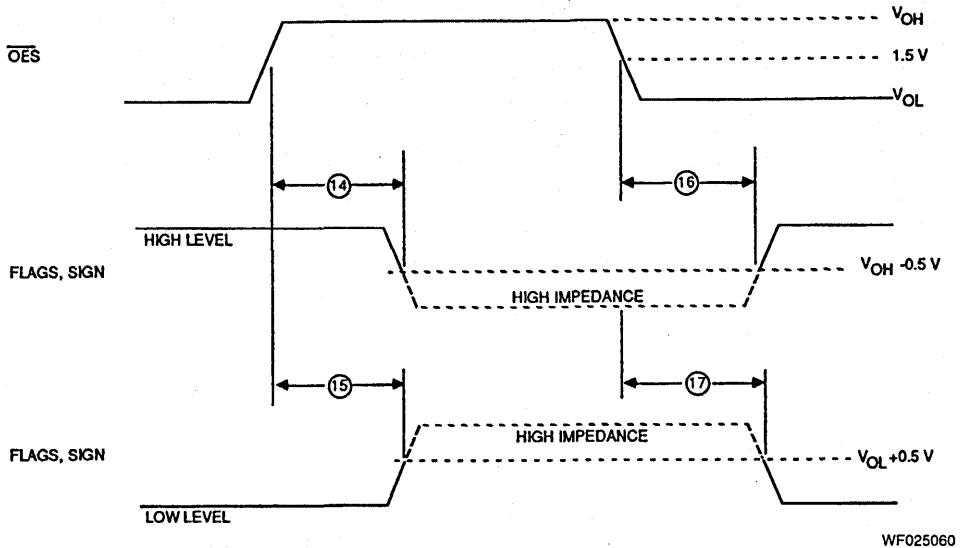 V_OH
OES
1.5 V
V_OL
14
16
HIGH LEVEL
FLAGS, SIGN
V_OH -0.5 V
HIGH IMPEDANCE
15
17
HIGH IMPEDANCE
FLAGS, SIGN
V_OL +0.5 V
LOW LEVEL
WF025060